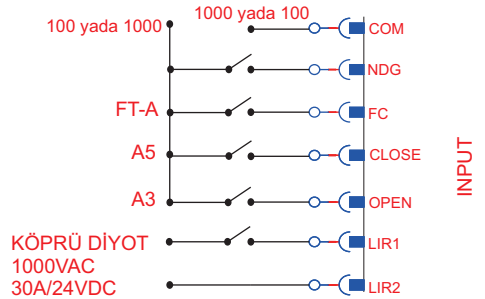 100 yada 1000
1000 yada 100
COM
NDG
FT-A
FC
A5
CLOSE
A3
OPEN
INPUT
KÖPRÜ DİYOT
1000VAC
30A/24VDC
LIR1
LIR2